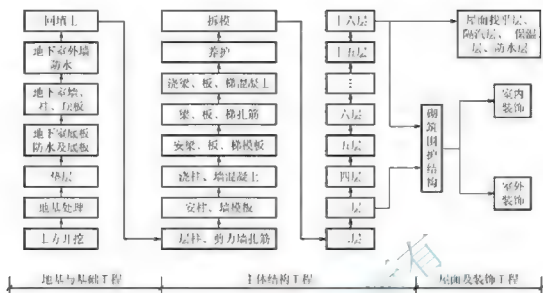 回填土
地下室外墙
防水
地下室墙、
柱、顶板
地下室底板
防水及底板
垫层
地基处理
土方开挖
拆模
养护
浇梁、板、梯混凝土
梁、板、梯扎筋
安梁、板、梯模板
浇柱、墙混凝土
安柱、墙模板
一层柱、剪力墙扎筋
十六层
十五层
⋮
六层
五层
四层
三层
二层
砌筑围护结构
屋面找平层、
隔汽层、保温
层、防水层
室内
装饰
室外
装饰
地基与基础工程
主体结构工程
屋面及装饰工程